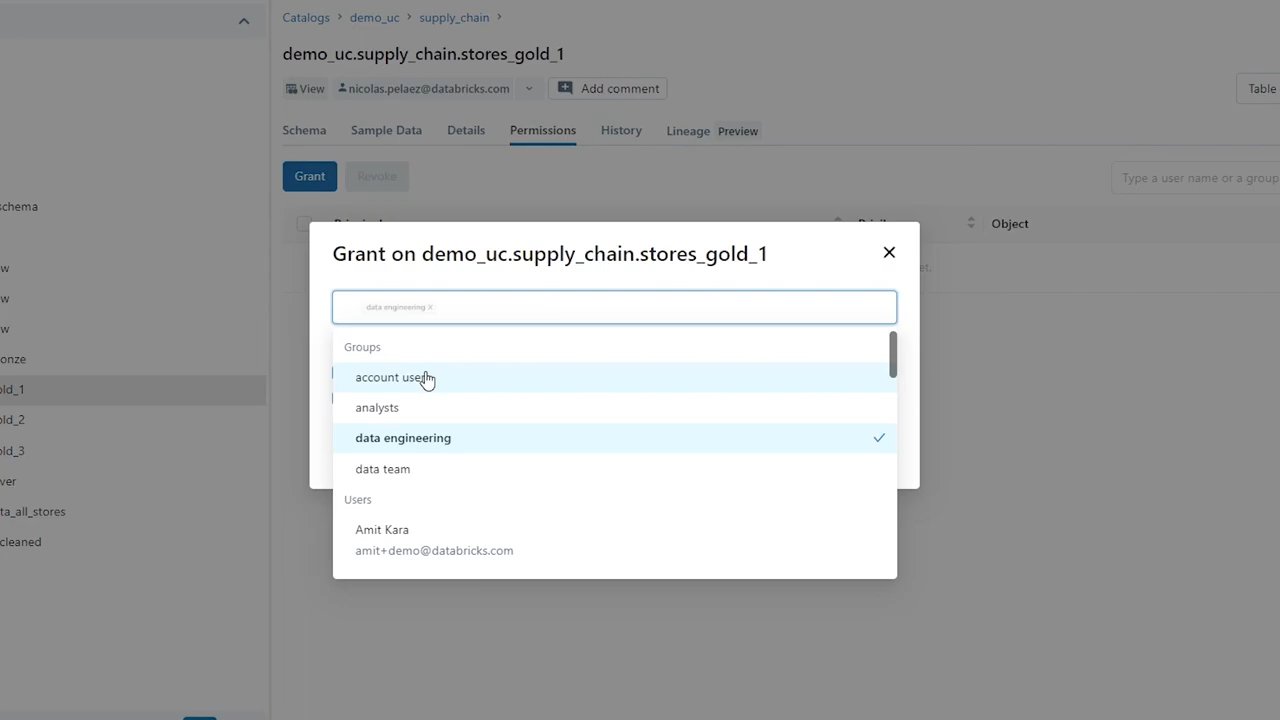 Catalogs > demo_uc > supply_chain >
demo_uc.supply_chain.stores_gold_1
View nicolas.pelaez@databricks.com Add comment
Table
Schema Sample Data Details Permissions History Lineage Preview
Grant Revoke
Type a user name or a group
Object
schema
Grant on demo_uc.supply_chain.stores_gold_1
et.
data engineering ×
Groups
account users
analysts
data engineering
data team
Users
Amit Kara
amit+demo@databricks.com
w
w
w
onze
old_1
old_2
old_3
ver
ta_all_stores
cleaned